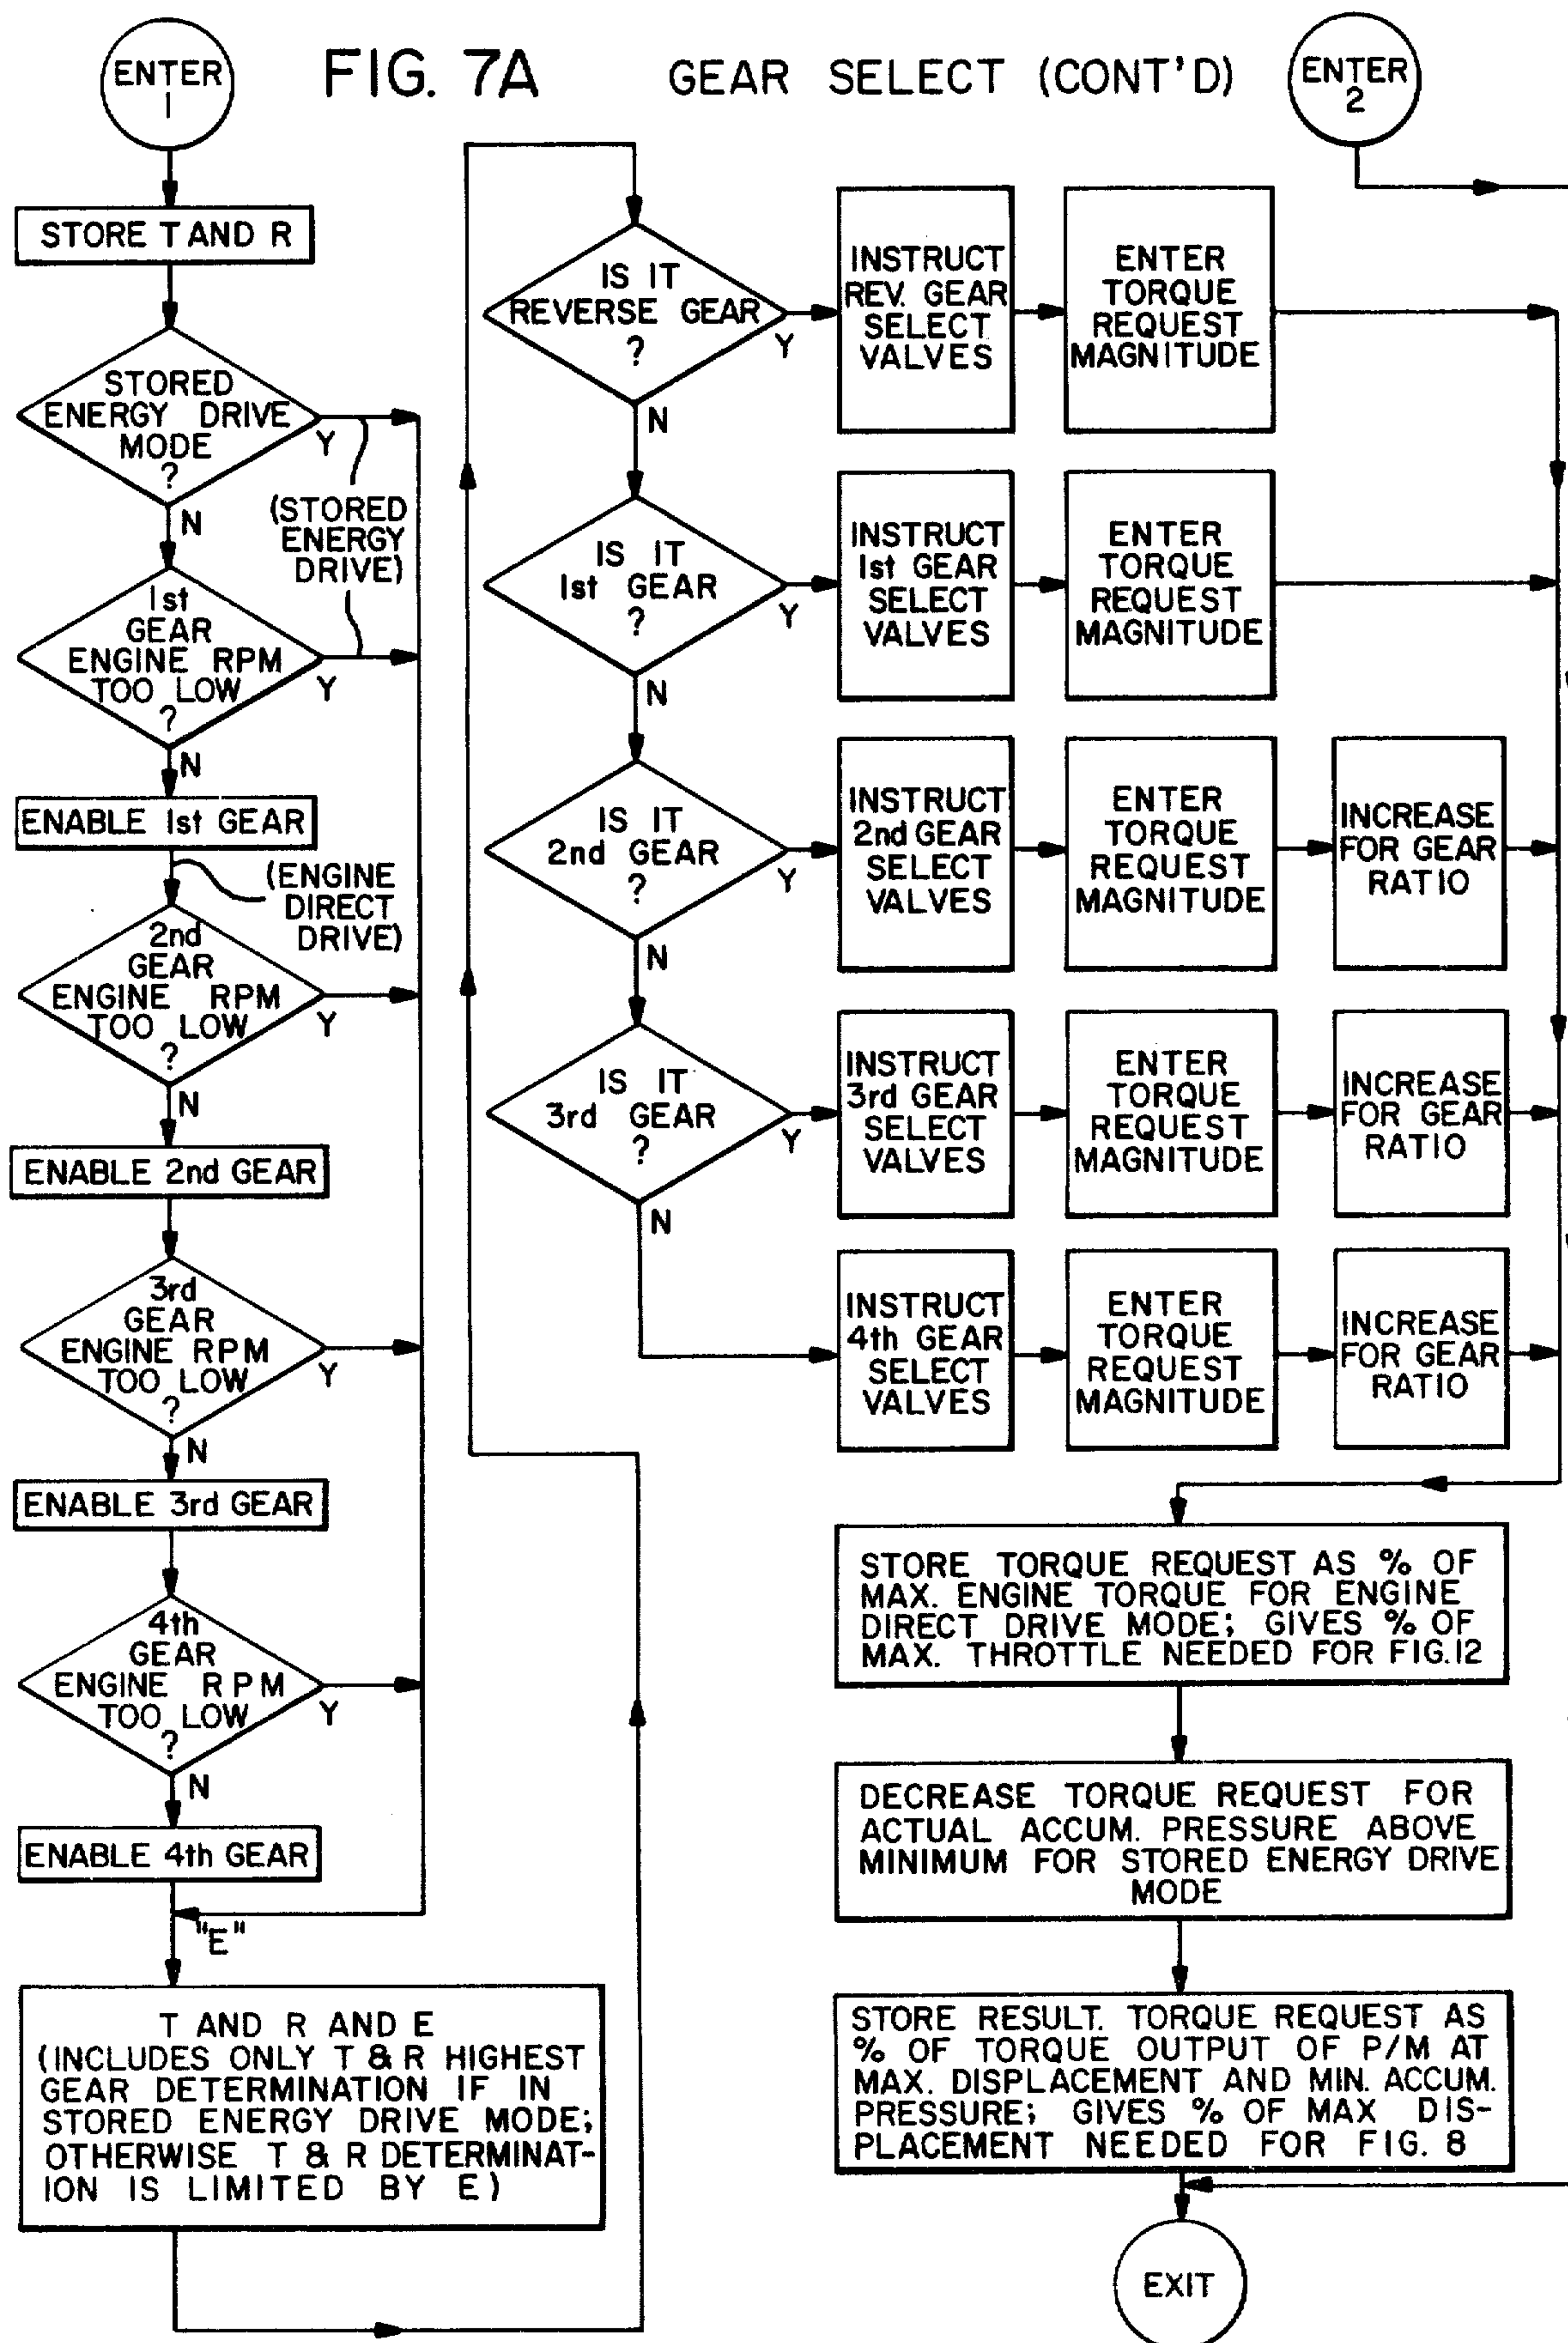 FIG. 7A
GEAR SELECT (CONT'D)
ENTER
1
STORE T AND R
STORED
ENERGY DRIVE
MODE
?
Y
N
(STORED
ENERGY
DRIVE)
1st
GEAR
ENGINE RPM
TOO LOW
?
Y
N
ENABLE 1st GEAR
(ENGINE
DIRECT
DRIVE)
2nd
GEAR
ENGINE RPM
TOO LOW
?
Y
N
ENABLE 2nd GEAR
3rd
GEAR
ENGINE RPM
TOO LOW
?
Y
N
ENABLE 3rd GEAR
4th
GEAR
ENGINE RPM
TOO LOW
?
Y
N
ENABLE 4th GEAR
"E"
T AND R AND E
(INCLUDES ONLY T & R HIGHEST
GEAR DETERMINATION IF IN
STORED ENERGY DRIVE MODE;
OTHERWISE T & R DETERMINAT-
ION IS LIMITED BY E)
IS IT
REVERSE GEAR
?
Y
N
INSTRUCT
REV. GEAR
SELECT
VALVES
ENTER
TORQUE
REQUEST
MAGNITUDE
IS IT
1st GEAR
?
Y
N
INSTRUCT
1st GEAR
SELECT
VALVES
ENTER
TORQUE
REQUEST
MAGNITUDE
IS IT
2nd GEAR
?
Y
N
INSTRUCT
2nd GEAR
SELECT
VALVES
ENTER
TORQUE
REQUEST
MAGNITUDE
INCREASE
FOR GEAR
RATIO
IS IT
3rd GEAR
?
Y
N
INSTRUCT
3rd GEAR
SELECT
VALVES
ENTER
TORQUE
REQUEST
MAGNITUDE
INCREASE
FOR GEAR
RATIO
INSTRUCT
4th GEAR
SELECT
VALVES
ENTER
TORQUE
REQUEST
MAGNITUDE
INCREASE
FOR GEAR
RATIO
ENTER
2
STORE TORQUE REQUEST AS % OF
MAX. ENGINE TORQUE FOR ENGINE
DIRECT DRIVE MODE; GIVES % OF
MAX. THROTTLE NEEDED FOR FIG.12
DECREASE TORQUE REQUEST FOR
ACTUAL ACCUM. PRESSURE ABOVE
MINIMUM FOR STORED ENERGY DRIVE
MODE
STORE RESULT. TORQUE REQUEST AS
% OF TORQUE OUTPUT OF P/M AT
MAX. DISPLACEMENT AND MIN. ACCUM.
PRESSURE; GIVES % OF MAX DIS-
PLACEMENT NEEDED FOR FIG. 8
EXIT